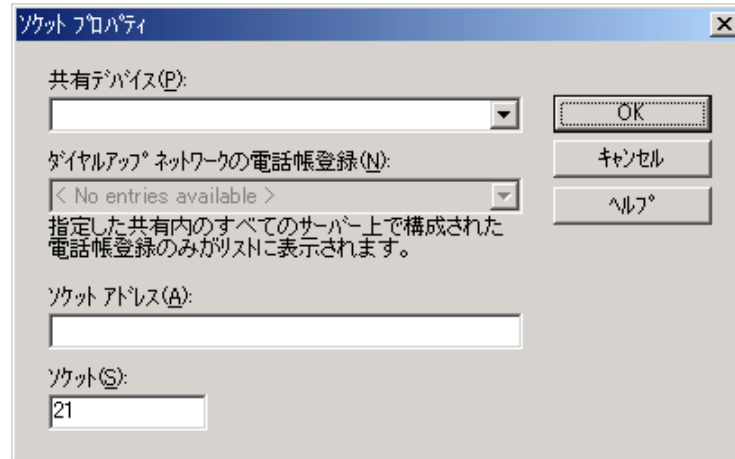 ソケット プロパティ
共有デバイス(P):
OK
ダイヤルアップ ネットワークの電話帳登録(N):
キャンセル
< No entries available >
ヘルプ
指定した共有内のすべてのサーバー上で構成された
電話帳登録のみがリストに表示されます。
ソケット アドレス(A):
ソケット(S):
21